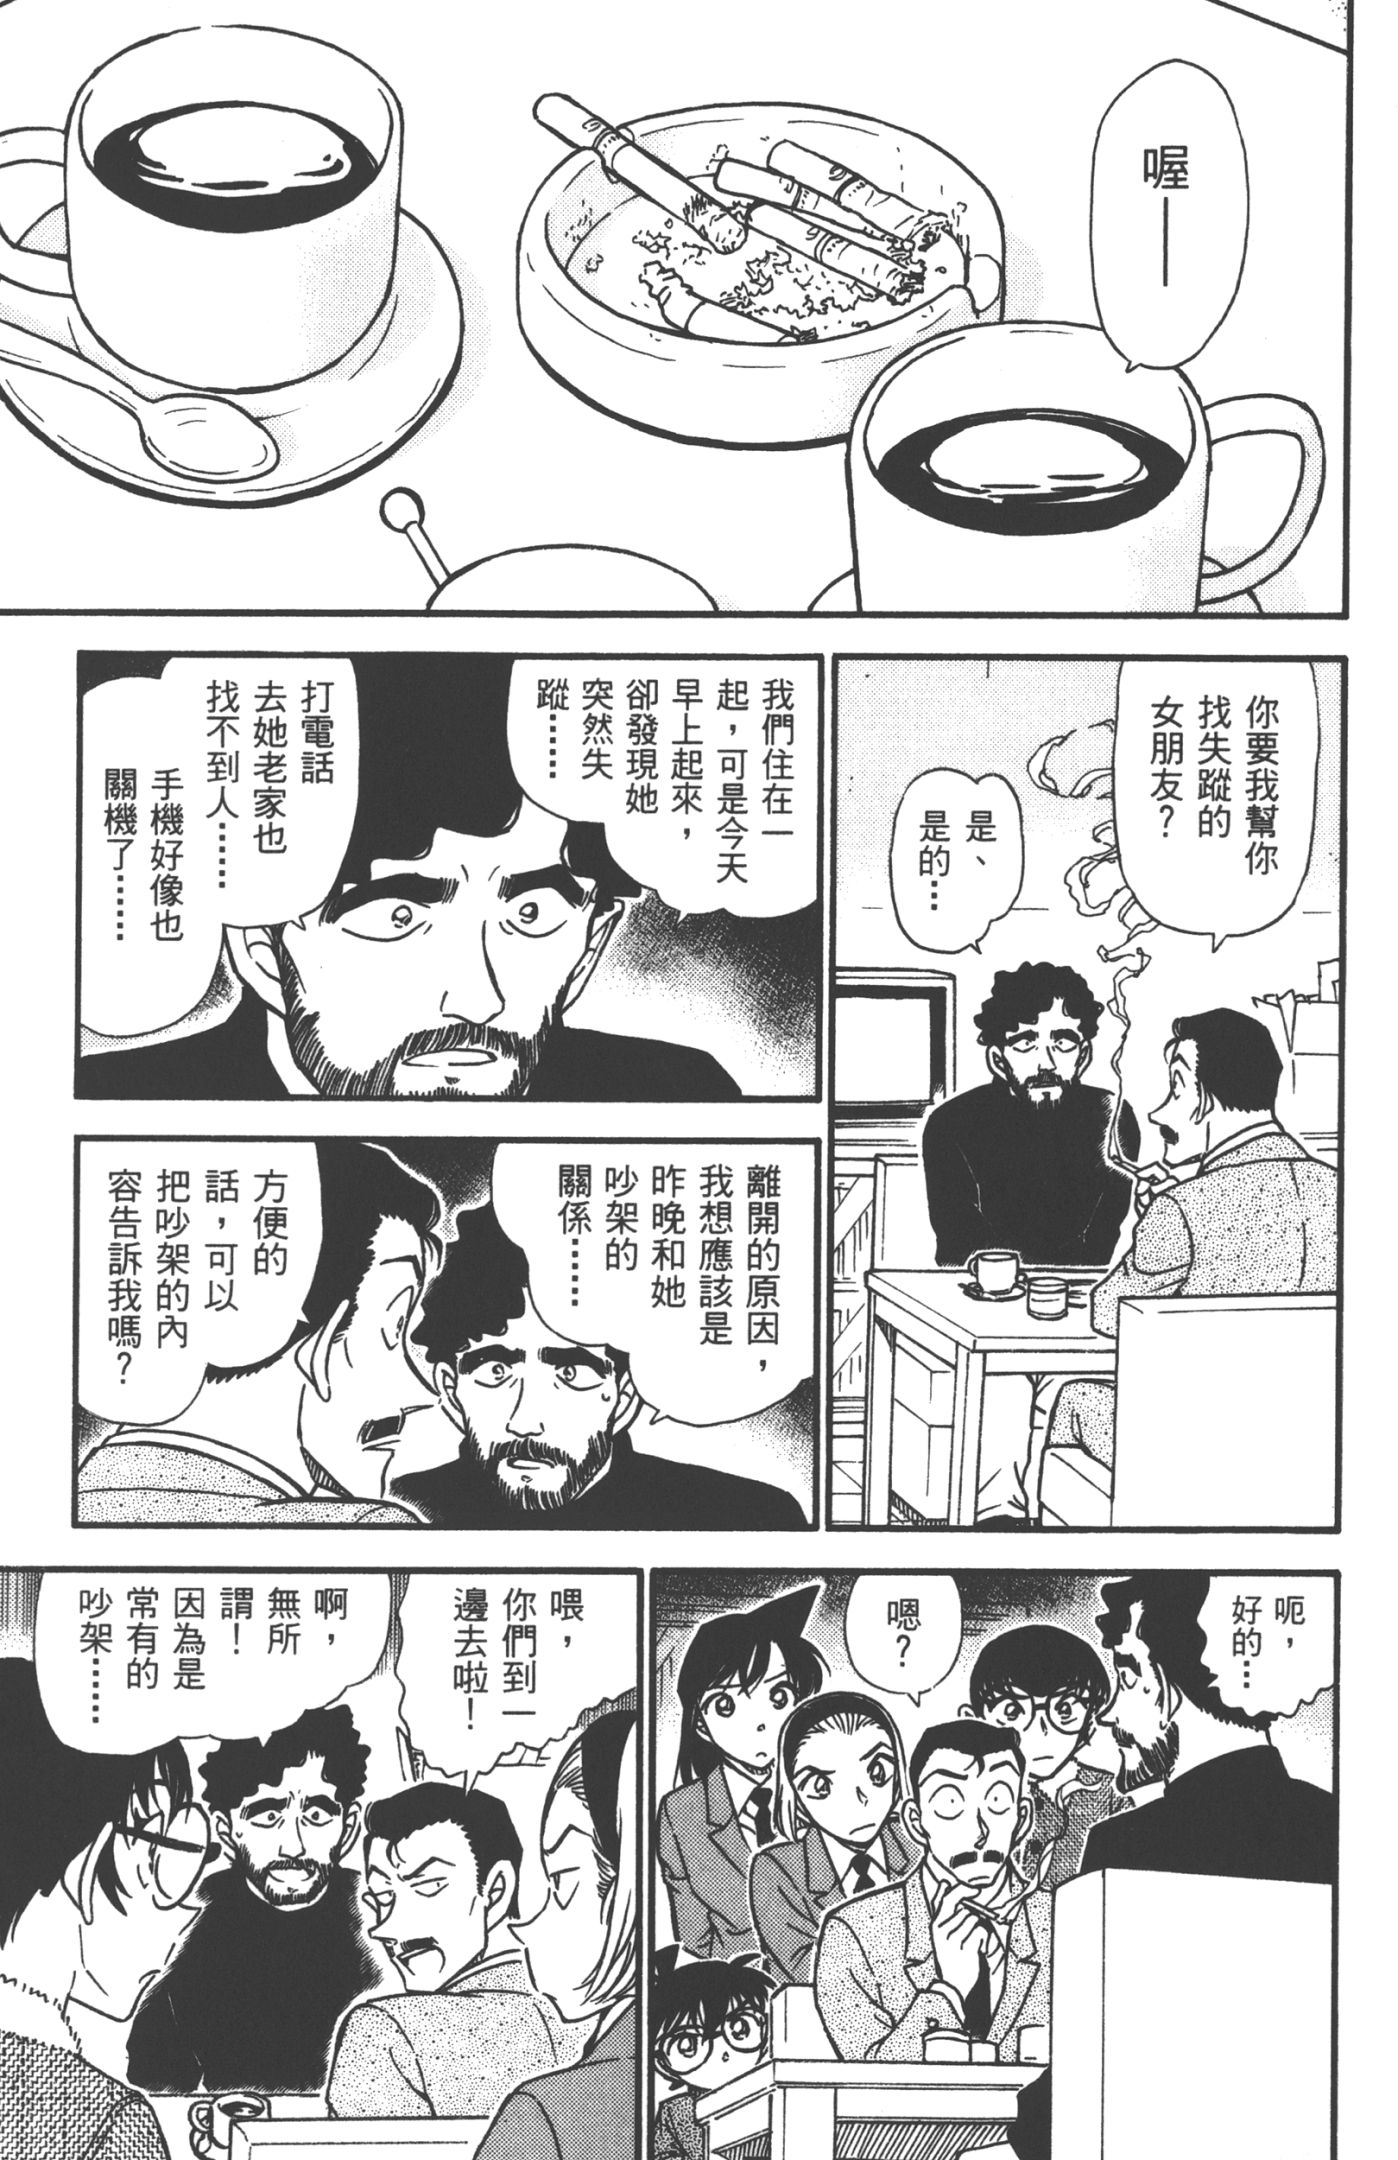 喔──
你要我幫你
找失蹤的
女朋友？
是、
是的…
我們住在一
起，可是今天
早上起來，
卻發現她
突然失
蹤……
打電話
去她老家也
找不到人……
手機好像也
關機了……
離開的原因，
我想應該是
昨晚和她
吵架的
關係……
方便的
話，可以
把吵架的內
容告訴我嗎？
呃，
好的…
嗯？
喂，
你們到一
邊去啦！
啊，
無所
謂！
因為是
常有的
吵架……